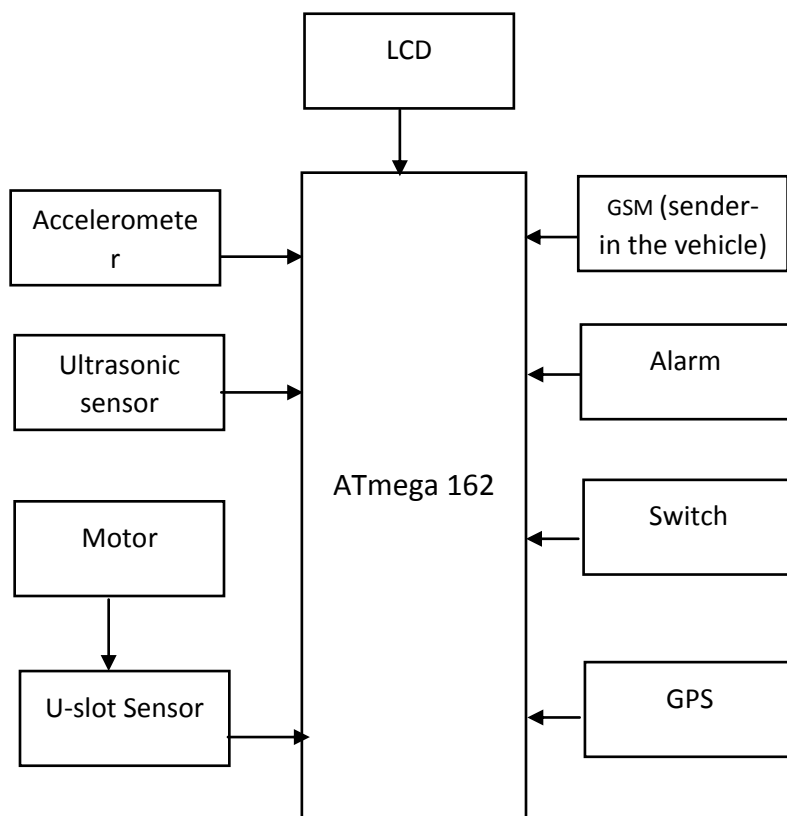 LCD
Acceleromete
r
GSM (sender-
in the vehicle)
Ultrasonic
sensor
Alarm
ATmega 162
Motor
Switch
U-slot Sensor
GPS